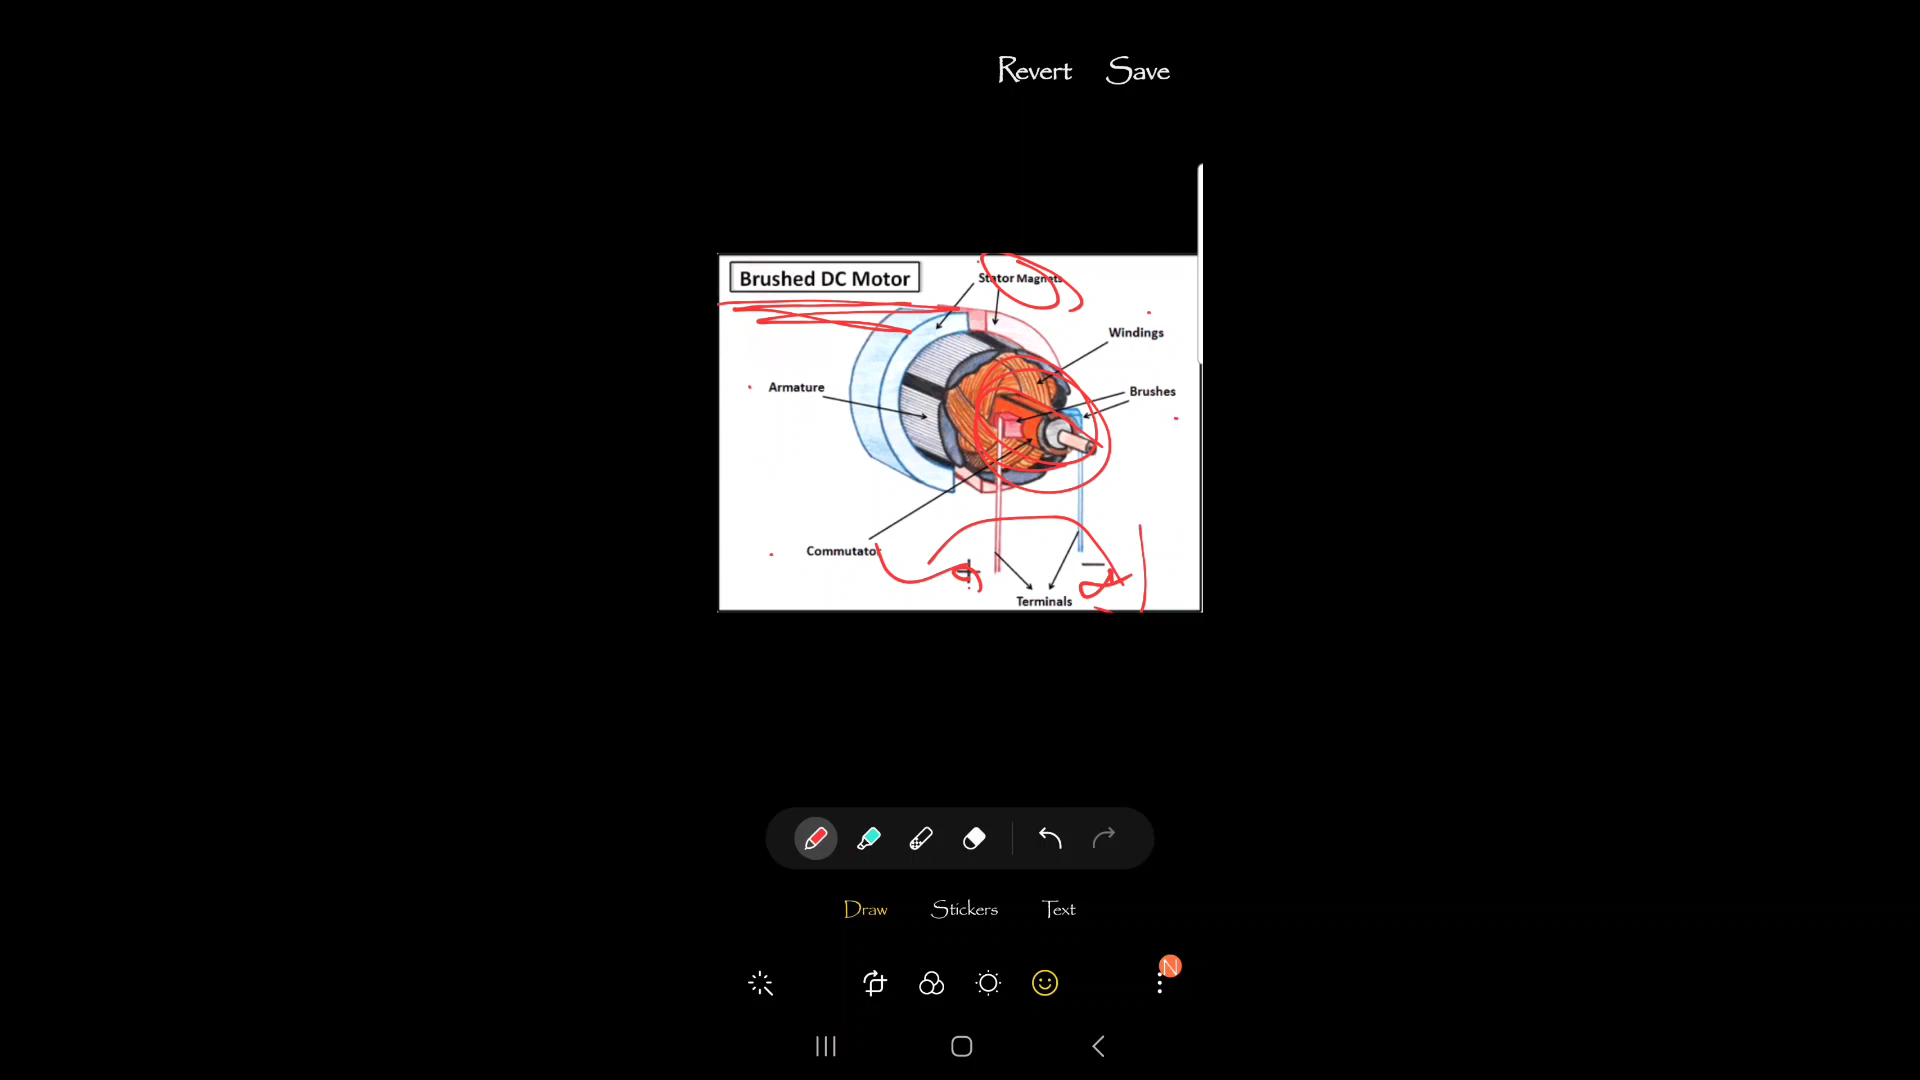 Revert Save
Brushed DC Motor
Stator Magnets
Windings
Armature
Brushes
Commutator
+
−
Terminals
Draw Stickers Text
N